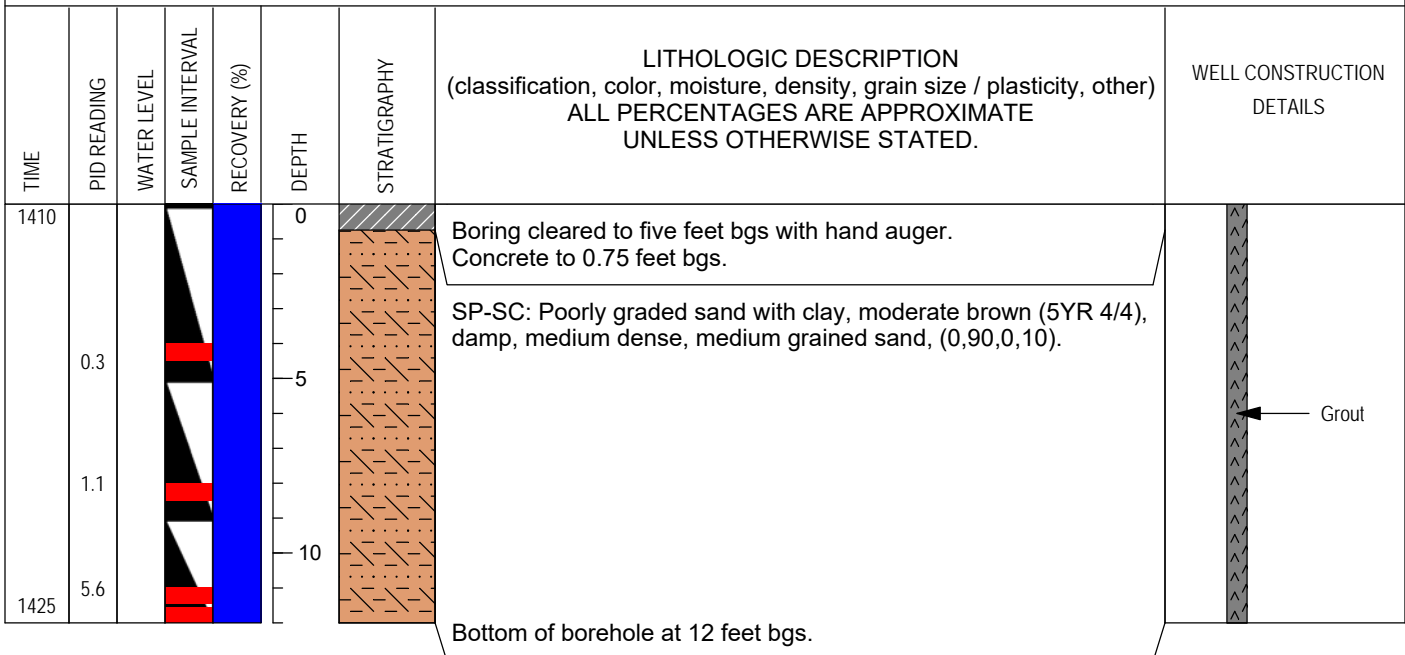 TIME
PID READING
WATER LEVEL
SAMPLE INTERVAL
RECOVERY (%)
DEPTH
STRATIGRAPHY
LITHOLOGIC DESCRIPTION
(classification, color, moisture, density, grain size / plasticity, other)
ALL PERCENTAGES ARE APPROXIMATE
UNLESS OTHERWISE STATED.
WELL CONSTRUCTION
DETAILS
1410
0
Boring cleared to five feet bgs with hand auger.
Concrete to 0.75 feet bgs.
SP-SC: Poorly graded sand with clay, moderate brown (5YR 4/4),
damp, medium dense, medium grained sand, (0,90,0,10).
0.3
5
Grout
1.1
10
5.6
1425
Bottom of borehole at 12 feet bgs.